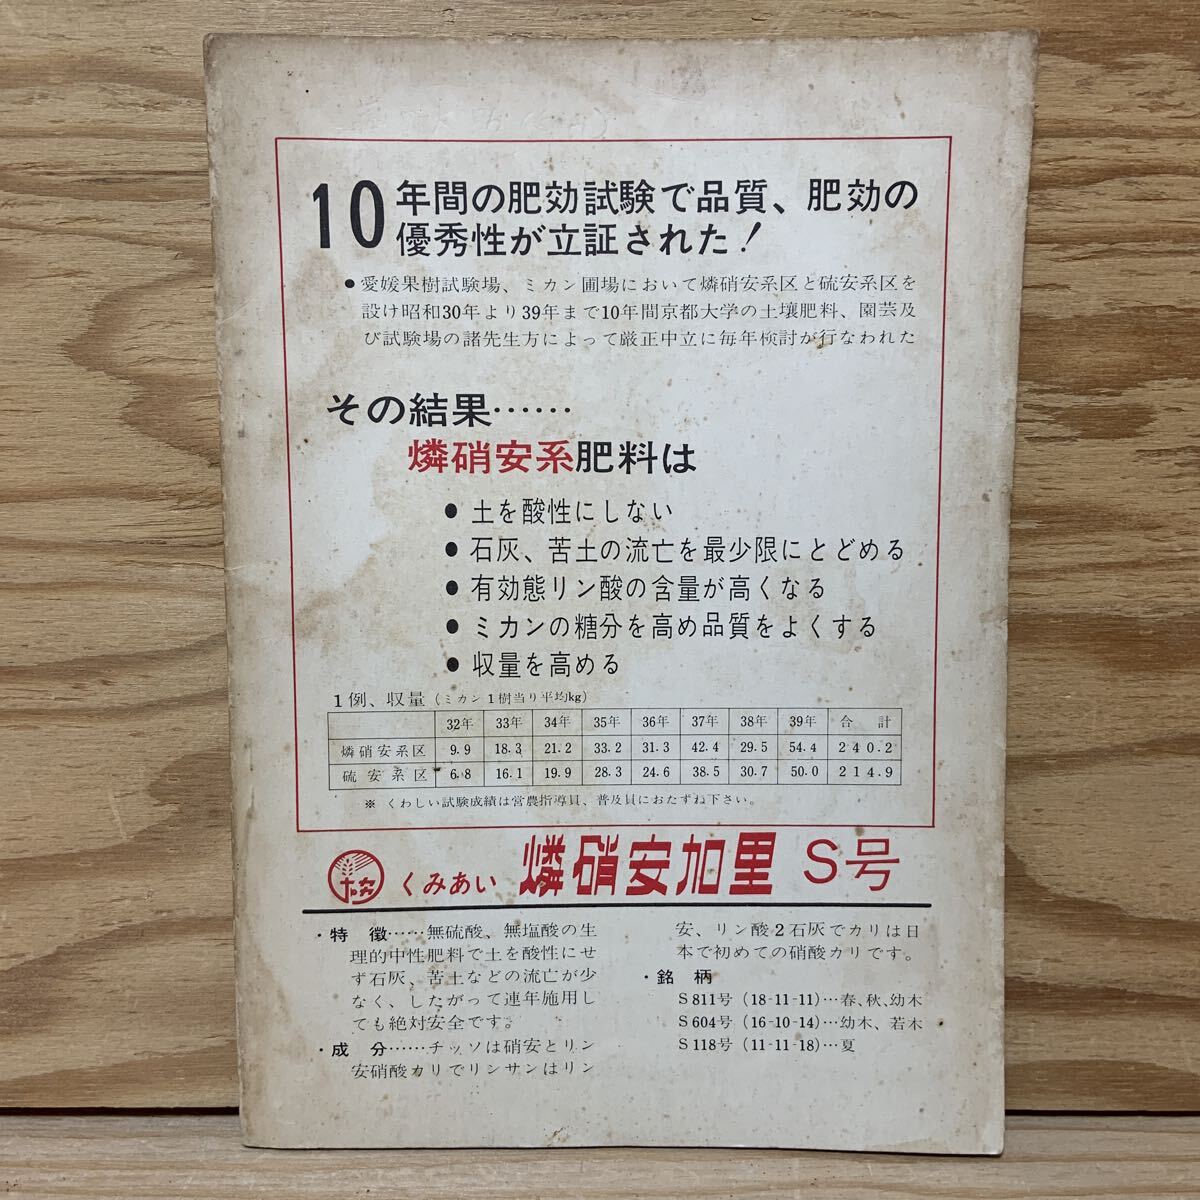 10年間の肥効試験で品質、肥効の
優秀性が立証された！
●愛媛果樹試験場、ミカン圃場において燐硝安系区と硫安系区を
設け昭和30年より39年まで10年間京都大学の土壌肥料、園芸及
び試験場の諸先生方によって厳正中立に毎年検討が行なわれた
その結果……
燐硝安系肥料は
●土を酸性にしない
●石灰、苦土の流亡を最少限にとどめる
●有効態リン酸の含量が高くなる
●ミカンの糖分を高め品質をよくする
●収量を高める
1例、収量（ミカン1樹当り平均kg）
32年 33年 34年 35年 36年 37年 38年 39年 合計
燐硝安系区 9.9 18.3 21.2 33.2 31.3 42.4 29.5 54.4 240.2
硫安系区 6.8 16.1 19.9 28.3 24.6 38.5 30.7 50.0 214.9
※ くわしい試験成績は営農指導員、普及員におたずね下さい。
協 くみあい 燐硝安加里 S号
・特徴……無硫酸、無塩酸の生
理的中性肥料で土を酸性にせ
ず石灰、苦土などの流亡が少
なく、したがって連年施用し
ても絶対安全です。
・成分……チッソは硝安とリン
安硝酸カリでリンサンはリン
安、リン酸2石灰でカリは日
本で初めての硝酸カリです。
・銘柄
S811号（18-11-11）…春、秋、幼木
S604号（16-10-14）…幼木、若木
S118号（11-11-18）…夏